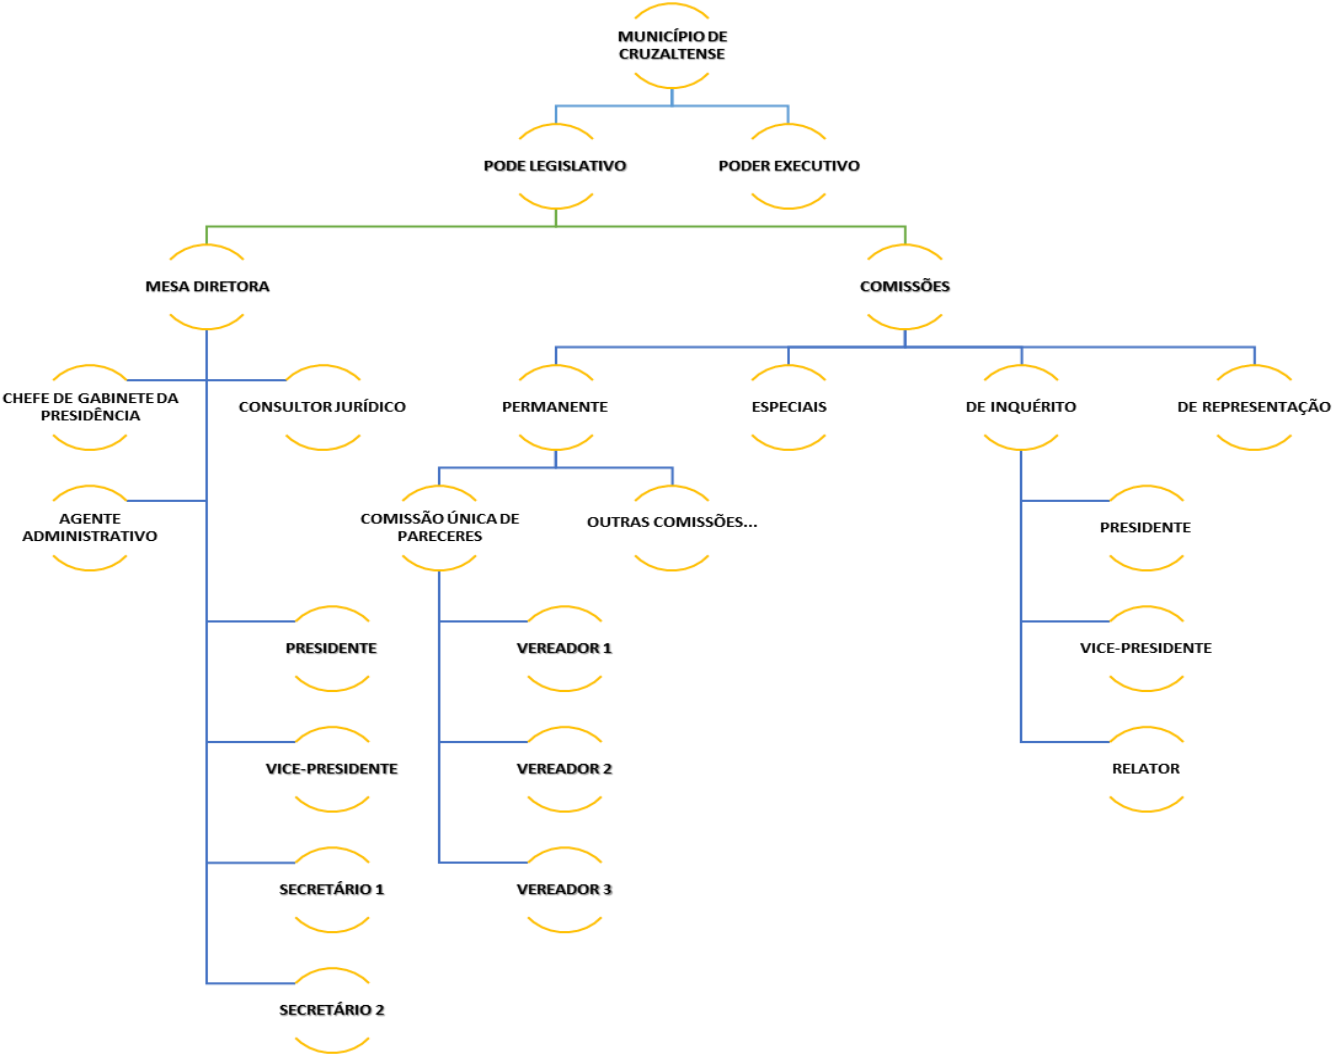 MUNICÍPIO DE
CRUZALTENSE
PODE LEGISLATIVO
PODER EXECUTIVO
MESA DIRETORA
COMISSÕES
CHEFE DE GABINETE DA
PRESIDÊNCIA
CONSULTOR JURÍDICO
PERMANENTE
ESPECIAIS
DE INQUÉRITO
DE REPRESENTAÇÃO
AGENTE
ADMINISTRATIVO
COMISSÃO ÚNICA DE
PARECERES
OUTRAS COMISSÕES...
PRESIDENTE
PRESIDENTE
VEREADOR 1
VICE-PRESIDENTE
VICE-PRESIDENTE
VEREADOR 2
RELATOR
SECRETÁRIO 1
VEREADOR 3
SECRETÁRIO 2